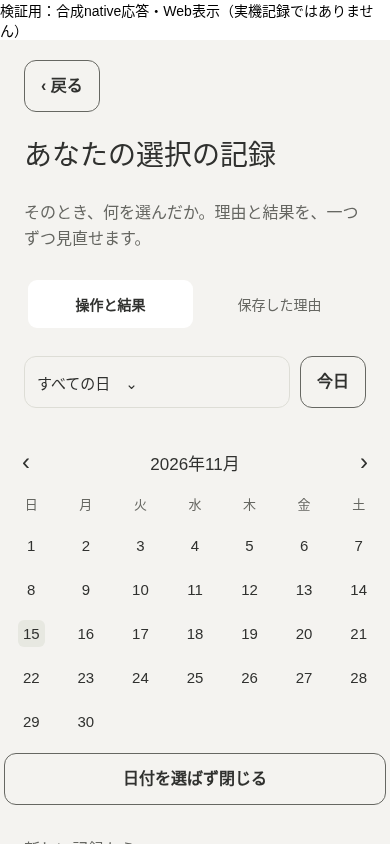 検証用：合成native応答・Web表示（実機記録ではありませ
ん）
‹ 戻る
あなたの選択の記録
そのとき、何を選んだか。理由と結果を、一つ
ずつ見直せます。
操作と結果 保存した理由
すべての日 ⌄ 今日
‹ 2026年11月 ›
日 月 火 水 木 金 土
1 2 3 4 5 6 7
8 9 10 11 12 13 14
15 16 17 18 19 20 21
22 23 24 25 26 27 28
29 30
日付を選ばず閉じる